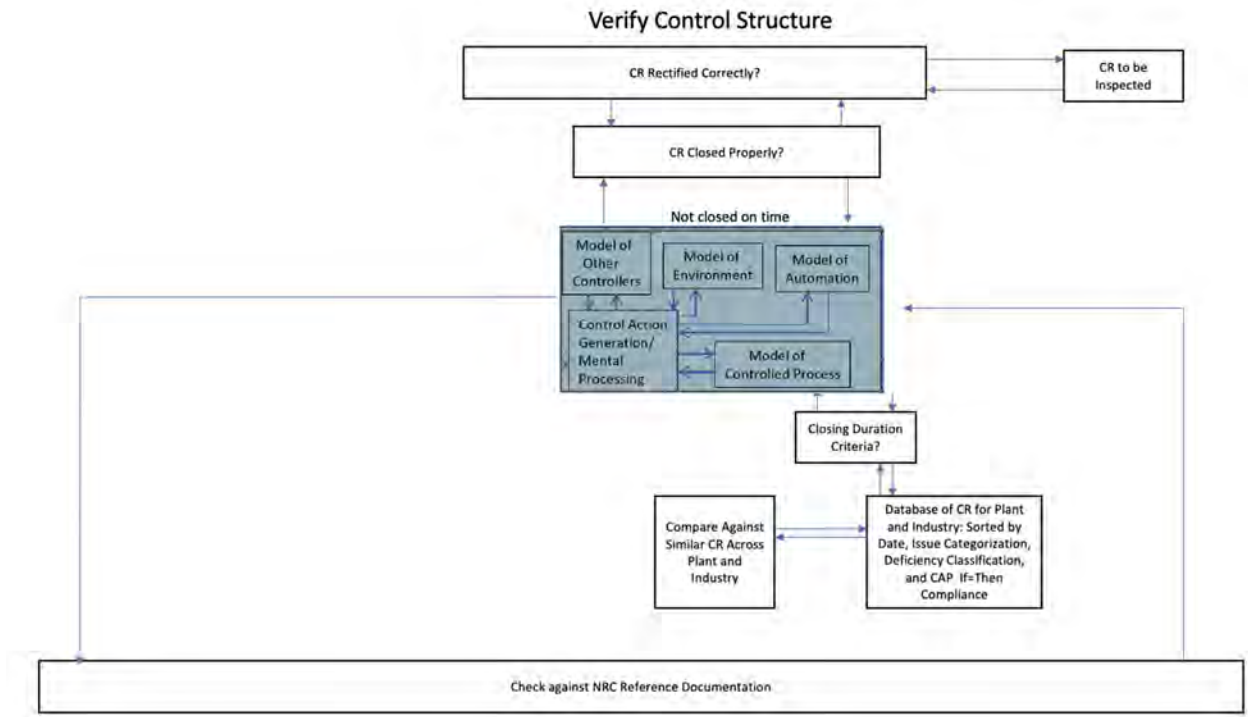 Verify Control Structure
CR Rectified Correctly?
CR to be
Inspected
CR Closed Properly?
Not closed on time
Model of
Other
Controllers
Model of
Environment
Model of
Automation
Control Action
Generation/
Mental
Processing
Model of
Controlled Process
Closing Duration
Criteria?
Compare Against
Similar CR Across
Plant and
Industry
Database of CR for Plant
and Industry: Sorted by
Date, Issue Categorization,
Deficiency Classification,
and CAP If=Then
Compliance
Check against NRC Reference Documentation